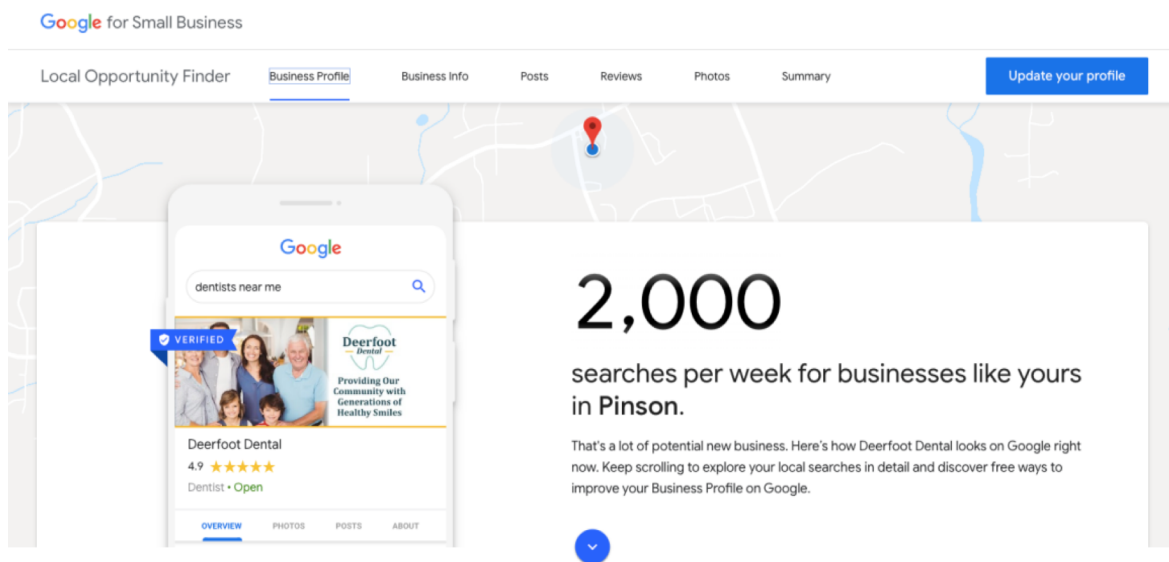 Google for Small Business
Local Opportunity Finder
Business Profile
Business Info
Posts
Reviews
Photos
Summary
Update your profile
Google
dentists near me
VERIFIED
Deerfoot
Dental
Providing Our
Community with
Generations of
Healthy Smiles
Deerfoot Dental
4.9
Dentist • Open
OVERVIEW
PHOTOS
POSTS
ABOUT
2,000
searches per week for businesses like yours
in Pinson.
That's a lot of potential new business. Here's how Deerfoot Dental looks on Google right
now. Keep scrolling to explore your local searches in detail and discover free ways to
improve your Business Profile on Google.